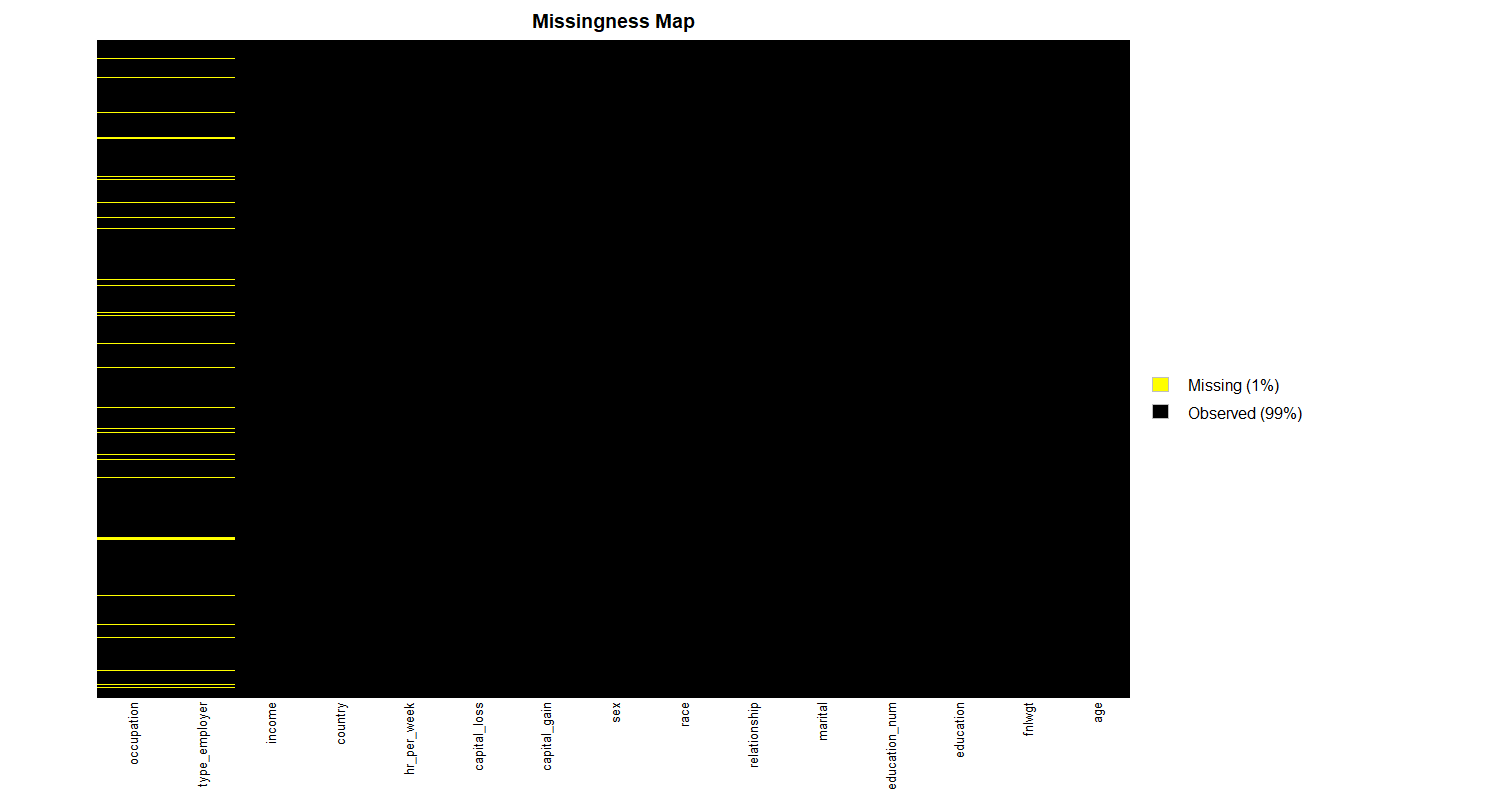 Missingness Map
Missing (1%)
Observed (99%)
occupation
type_employer
income
country
hr_per_week
capital_loss
capital_gain
sex
race
relationship
marital
education_num
education
fnlwgt
age